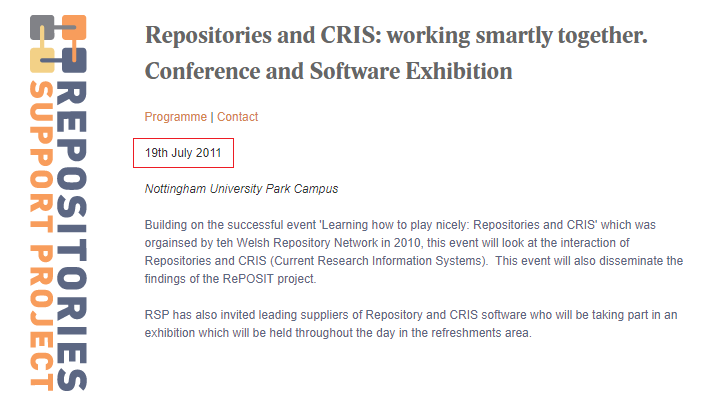 REPOSITORIES
SUPPORT PROJECT
Repositories and CRIS: working smartly together.
Conference and Software Exhibition
Programme | Contact
19th July 2011
Nottingham University Park Campus
Building on the successful event 'Learning how to play nicely: Repositories and CRIS' which was
orgainsed by teh Welsh Repository Network in 2010, this event will look at the interaction of
Repositories and CRIS (Current Research Information Systems).  This event will also disseminate the
findings of the RePOSIT project.
RSP has also invited leading suppliers of Repository and CRIS software who will be taking part in an
exhibition which will be held throughout the day in the refreshments area.